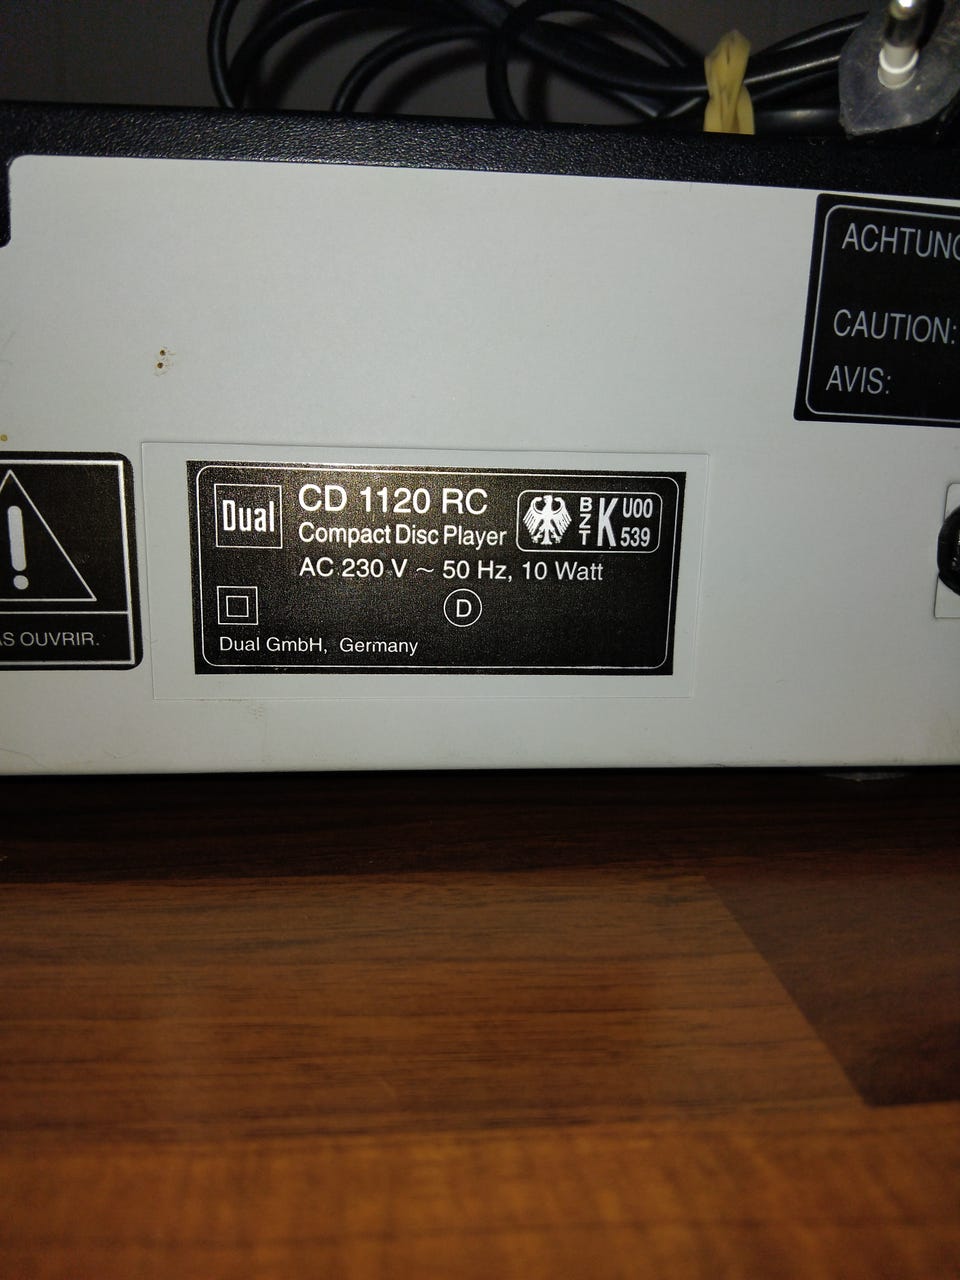 ACHTUNG
CAUTION:
AVIS:
AS OUVRIR.
Dual
CD 1120 RC
Compact Disc Player
BZT K U00 539
AC 230 V ~ 50 Hz, 10 Watt
D
Dual GmbH, Germany